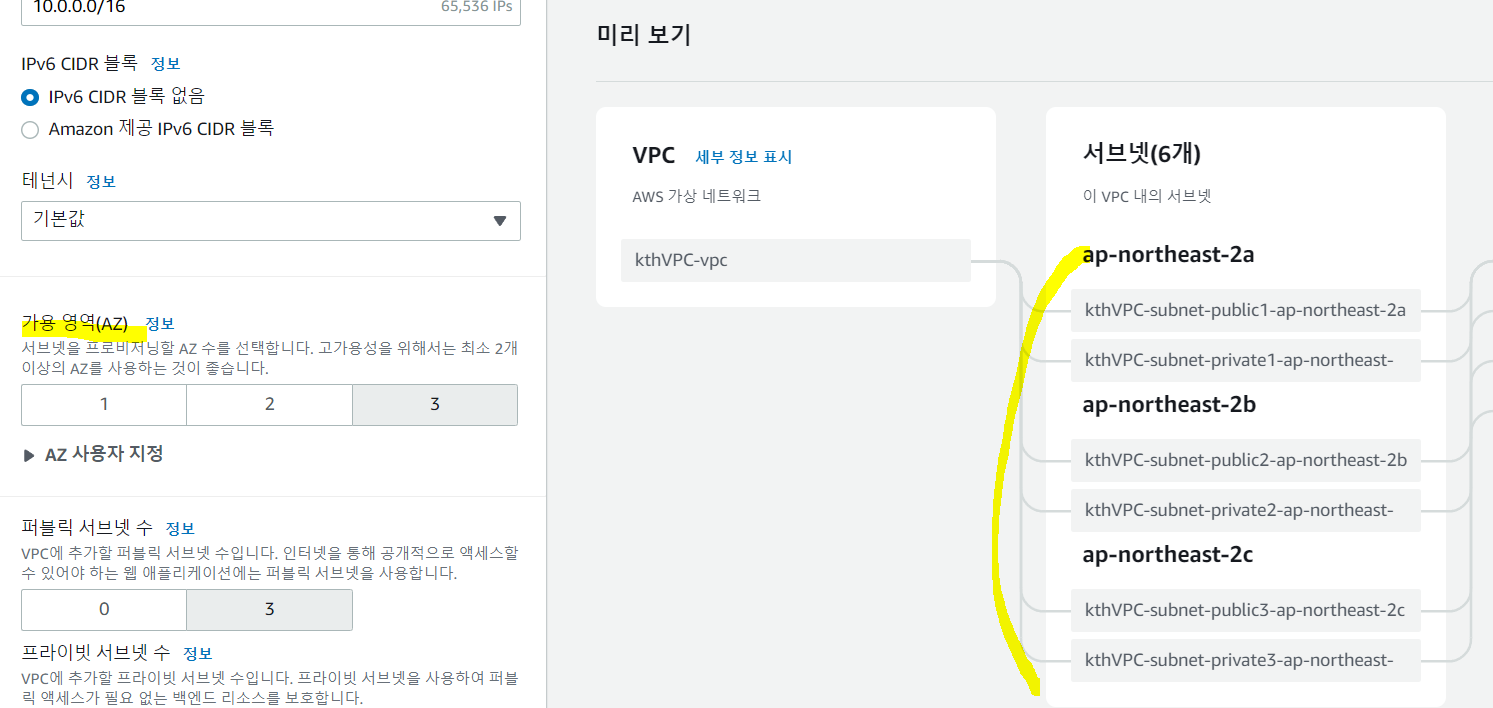 10.0.0.0/16
65,536 IPs
IPv6 CIDR 블록 정보
IPv6 CIDR 블록 없음
Amazon 제공 IPv6 CIDR 블록
테넌시 정보
기본값
가용 영역(AZ) 정보
서브넷을 프로비저닝할 AZ 수를 선택합니다. 고가용성을 위해서는 최소 2개
이상의 AZ를 사용하는 것이 좋습니다.
1 2 3
AZ 사용자 지정
퍼블릭 서브넷 수 정보
VPC에 추가할 퍼블릭 서브넷 수입니다. 인터넷을 통해 공개적으로 액세스할
수 있어야 하는 웹 애플리케이션에는 퍼블릭 서브넷을 사용합니다.
0 3
프라이빗 서브넷 수 정보
VPC에 추가할 프라이빗 서브넷 수입니다. 프라이빗 서브넷을 사용하여 퍼블
릭 액세스가 필요 없는 백엔드 리소스를 보호합니다.
미리 보기
VPC 세부 정보 표시
AWS 가상 네트워크
kthVPC-vpc
서브넷(6개)
이 VPC 내의 서브넷
ap-northeast-2a
kthVPC-subnet-public1-ap-northeast-2a
kthVPC-subnet-private1-ap-northeast-
ap-northeast-2b
kthVPC-subnet-public2-ap-northeast-2b
kthVPC-subnet-private2-ap-northeast-
ap-northeast-2c
kthVPC-subnet-public3-ap-northeast-2c
kthVPC-subnet-private3-ap-northeast-